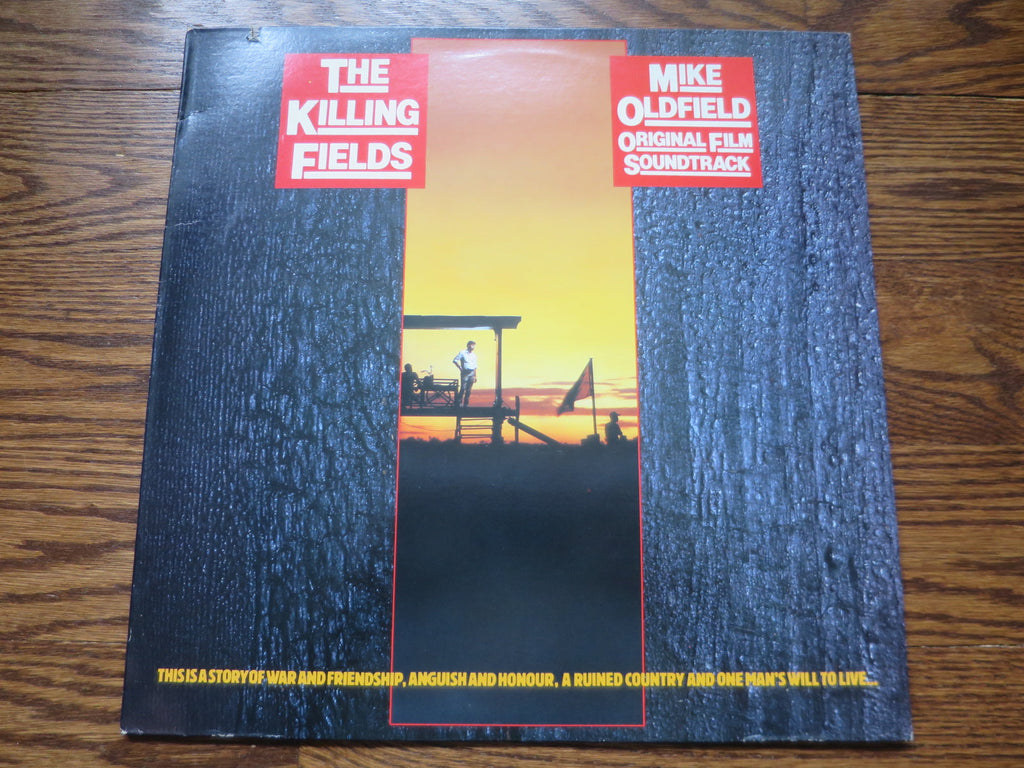 THE
KILLING
FIELDS
MIKE
OLDFIELD
ORIGINAL FILM
SOUNDTRACK
THIS IS A STORY OF WAR AND FRIENDSHIP, ANGUISH AND HONOUR, A RUINED COUNTRY AND ONE MAN'S WILL TO LIVE...